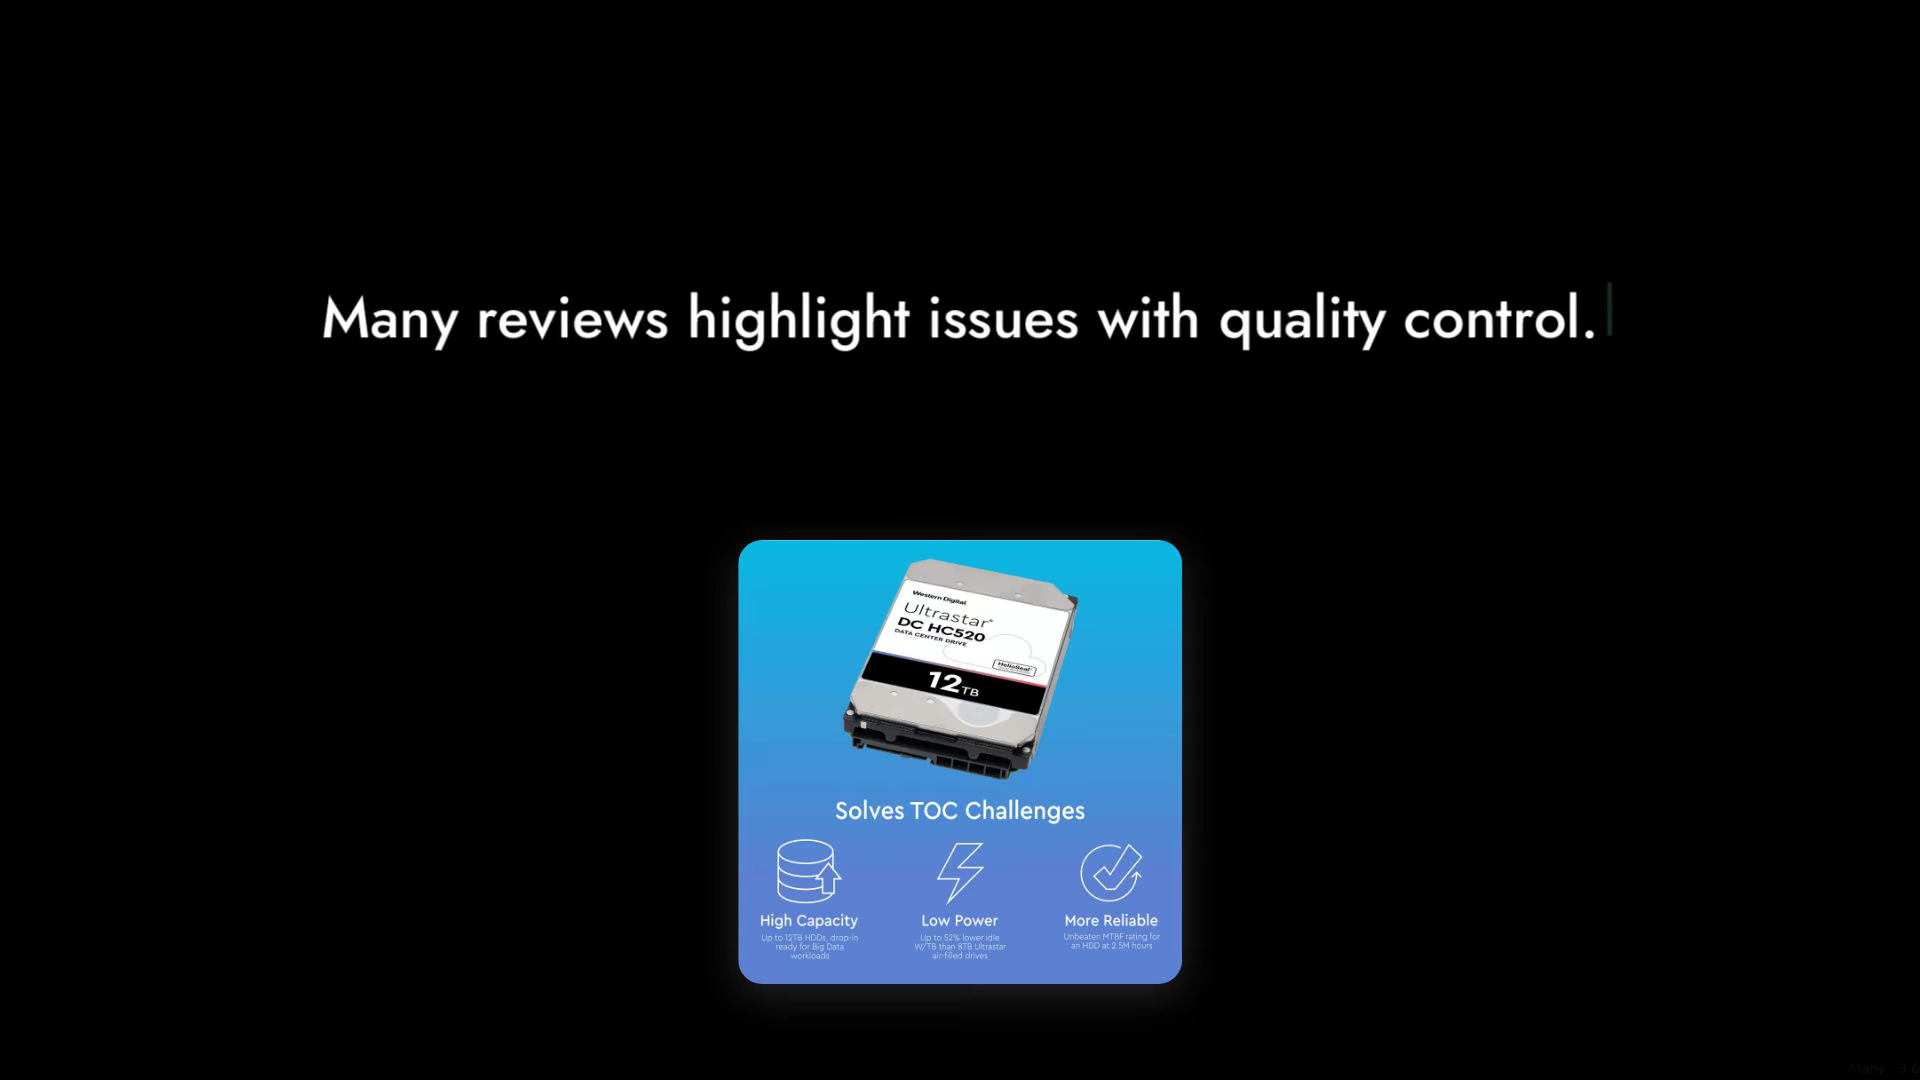 Many reviews highlight issues with quality control.
Western Digital
Ultrastar®
DC HC520
DATA CENTER DRIVE
HelioSeal®
12TB
Solves TOC Challenges
High Capacity
Up to 12TB HDDs, drop-in
ready for Big Data
workloads
Low Power
Up to 52% lower idle
W/TB than 8TB Ultrastar
air-filled drives
More Reliable
Unbeaten MTBF rating for
an HDD at 2.5M hours